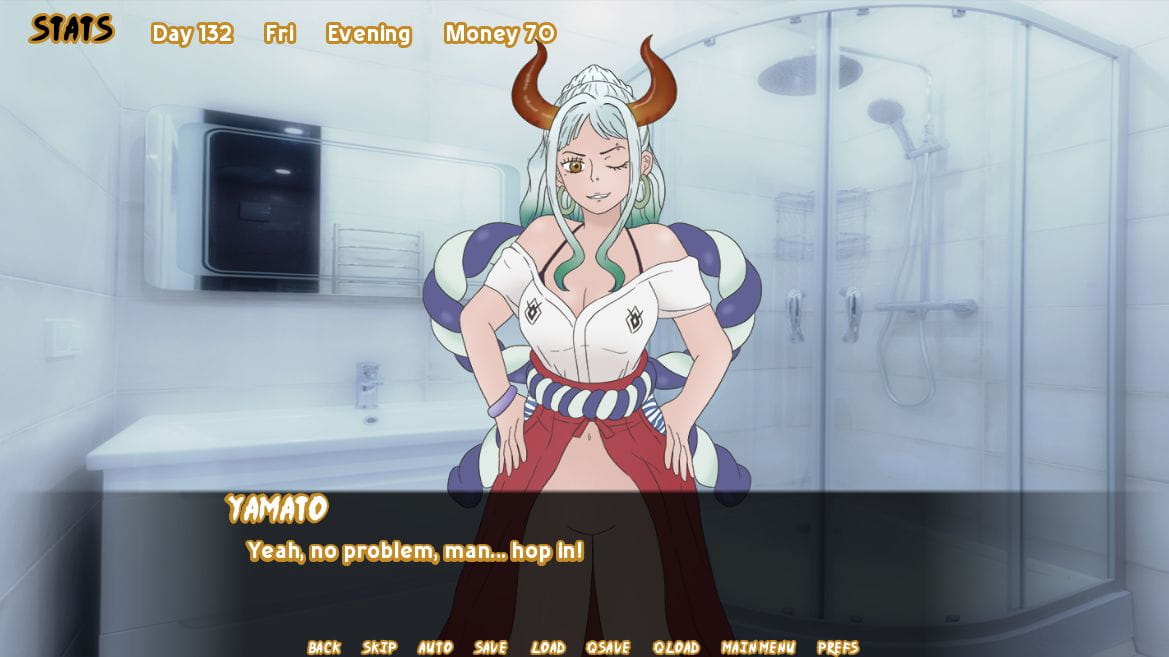 STATS Day 132 Fri Evening Money 70
YAMATO
Yeah, no problem, man... hop in!
BACK SKIP AUTO SAVE LOAD QSAVE QLOAD MAIN MENU PREFS